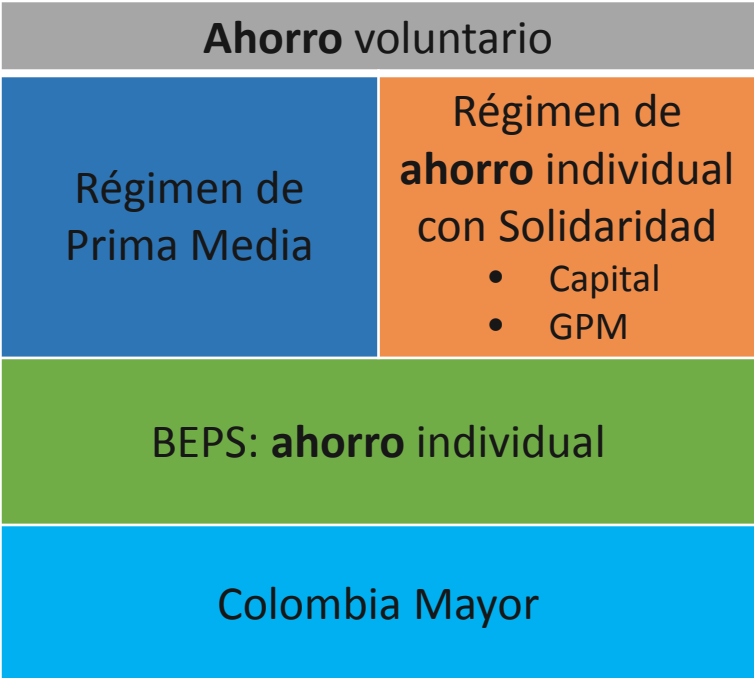 Ahorro voluntario
Régimen de
Prima Media
Régimen de
ahorro individual
con Solidaridad
• Capital
• GPM
BEPS: ahorro individual
Colombia Mayor